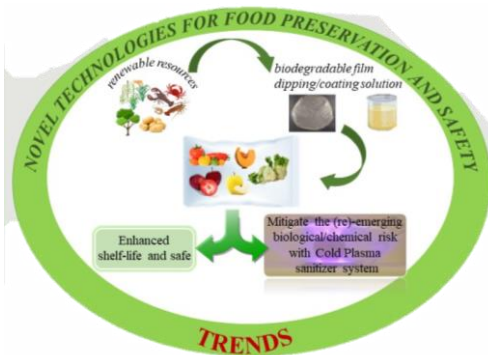 NOVEL TECHNOLOGIES FOR FOOD PRESERVATION AND SAFETY
renewable resources
biodegradable film
dipping/coating solution
Enhanced
shelf-life and safe
Mitigate the (re)-emerging
biological/chemical risk
with Cold Plasma
sanitizer system
TRENDS